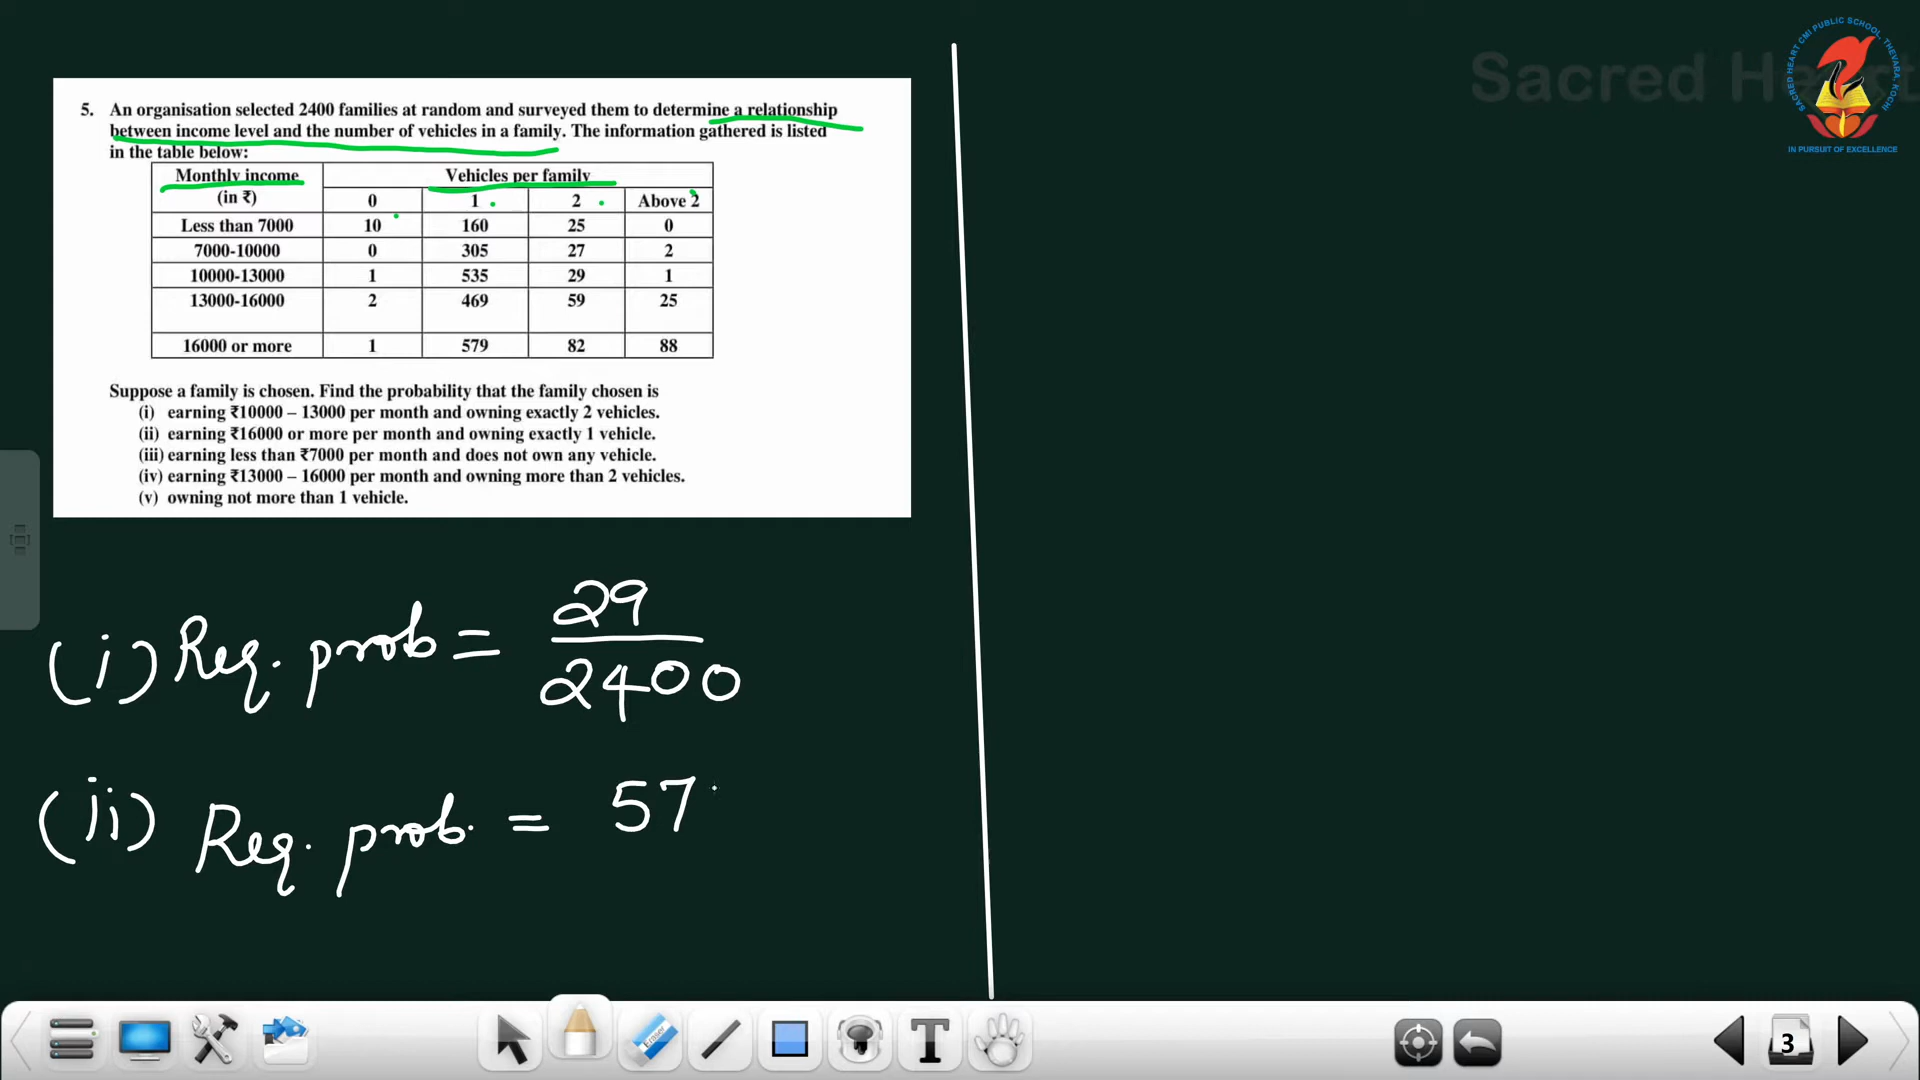 Sacred Heart
SACRED HEART CMI PUBLIC SCHOOL, THEVARA, KOCHI
IN PURSUIT OF EXCELLENCE
5. An organisation selected 2400 families at random and surveyed them to determine a relationship
between income level and the number of vehicles in a family. The information gathered is listed
in the table below:
Monthly income Vehicles per family
(in ₹) 0 1 2 Above 2
Less than 7000 10 160 25 0
7000-10000 0 305 27 2
10000-13000 1 535 29 1
13000-16000 2 469 59 25
16000 or more 1 579 82 88
Suppose a family is chosen. Find the probability that the family chosen is
(i) earning ₹10000 – 13000 per month and owning exactly 2 vehicles.
(ii) earning ₹16000 or more per month and owning exactly 1 vehicle.
(iii) earning less than ₹7000 per month and does not own any vehicle.
(iv) earning ₹13000 – 16000 per month and owning more than 2 vehicles.
(v) owning not more than 1 vehicle.
(i) Req. prob = 29
2400
(ii) Req. prob. = 57
Eraser
T
3